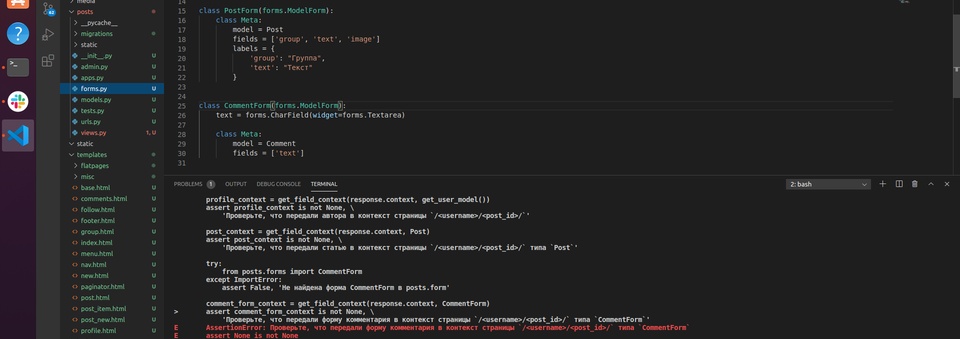 media
posts
__pycache__
migrations
static
__init__.py U
admin.py U
apps.py U
forms.py U
models.py U
tests.py U
urls.py U
views.py 1, U
static
templates
flatpages
misc
base.html U
comments.html U
follow.html U
footer.html U
group.html U
index.html U
menu.html U
nav.html U
new.html U
paginator.html U
post.html U
post_item.html U
post_new.html U
profile.html U
14
15 class PostForm(forms.ModelForm):
16 class Meta:
17 model = Post
18 fields = ['group', 'text', 'image']
19 labels = {
20 'group': "Группа",
21 'text': "Текст"
22 }
23
24
25 class CommentForm(forms.ModelForm):
26 text = forms.CharField(widget=forms.Textarea)
27
28 class Meta:
29 model = Comment
30 fields = ['text']
31
PROBLEMS 1 OUTPUT DEBUG CONSOLE TERMINAL 2: bash
profile_context = get_field_context(response.context, get_user_model())
assert profile_context is not None, \
'Проверьте, что передали автора в контекст страницы `/<username>/<post_id>/`'
post_context = get_field_context(response.context, Post)
assert post_context is not None, \
'Проверьте, что передали статью в контекст страницы `/<username>/<post_id>/` типа `Post`'
try:
from posts.forms import CommentForm
except ImportError:
assert False, 'Не найдена форма CommentForm в posts.form'
comment_form_context = get_field_context(response.context, CommentForm)
> assert comment_form_context is not None, \
'Проверьте, что передали форму комментария в контекст страницы `/<username>/<post_id>/` типа `CommentForm`'
E AssertionError: Проверьте, что передали форму комментария в контекст страницы `/<username>/<post_id>/` типа `CommentForm`
E assert None is not None